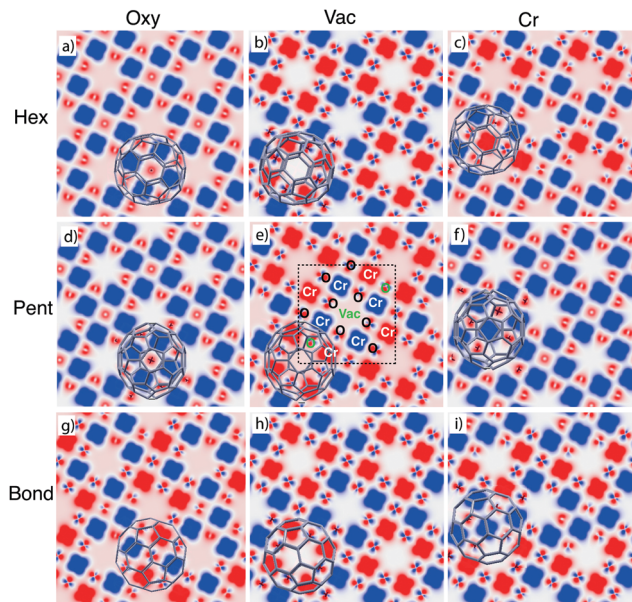 Oxy Vac Cr
a) b) c)
Hex
d) e) f)
Pent
O
O Cr
Cr
Cr O Cr
O
O Vac
Cr O Cr
O
Cr O
Cr
g) h) i)
Bond